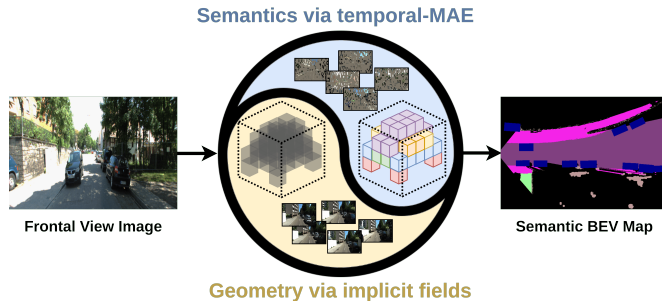 Semantics via temporal-MAE
Frontal View Image
Semantic BEV Map
Geometry via implicit fields